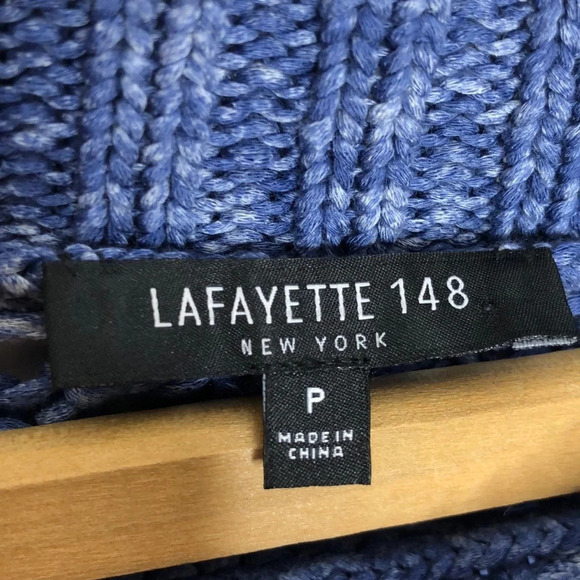 LAFAYETTE 148
NEW YORK
P
MADE IN
CHINA